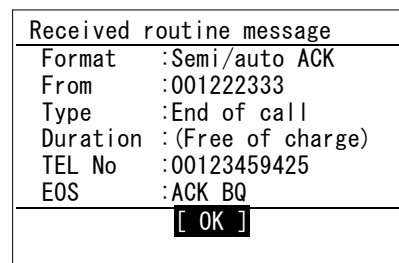 Received routine message
Format :Semi/auto ACK
From :001222333
Type :End of call
Duration :(Free of charge)
TEL No :00123459425
EOS :ACK BQ
[ OK ]